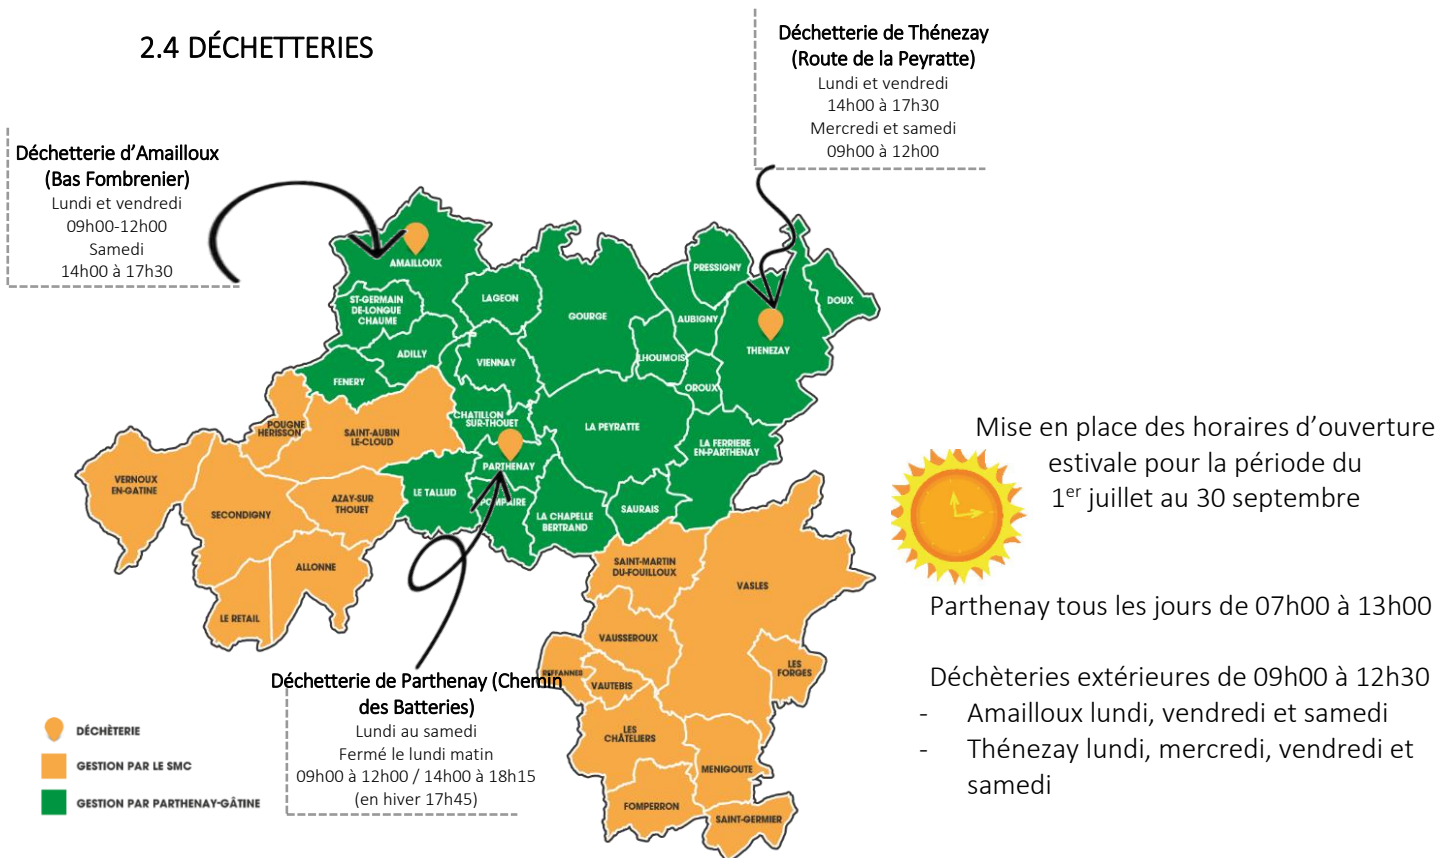 2.4 DÉCHETTERIES
Déchetterie de Thénezay
(Route de la Peyratte)
Lundi et vendredi
14h00 à 17h30
Mercredi et samedi
09h00 à 12h00
Déchetterie d’Amailloux
(Bas Fombrenier)
Lundi et vendredi
09h00-12h00
Samedi
14h00 à 17h30
AMAILLOUX
ST-GERMAIN
DE-LONGUE
CHAUME
LAGEON
GOURGE
PRESSIGNY
AUBIGNY
DOUX
THENEZAY
LHOUMOIS
OROUX
ADILLY
VIENNAY
FENERY
CHATILLON
SUR-THOUET
LA PEYRATTE
LA FERRIERE
EN-PARTHENAY
POUGNE
HERISSON
SAINT-AUBIN
LE-CLOUD
PARTHENAY
VERNOUX
EN-GATINE
SECONDIGNY
AZAY-SUR
THOUET
LE TALLUD
POMPAIRE
LA CHAPELLE
BERTRAND
SAURAIS
ALLONNE
LE RETAIL
SAINT-MARTIN
DU-FOUILLOUX
VASLES
VAUSSEROUX
LES
FORGES
REFFANNES
VAUTEBIS
LES
CHÂTELIERS
MENIGOUTE
FOMPERRON
SAINT-GERMIER
Mise en place des horaires d’ouverture
estivale pour la période du
1er juillet au 30 septembre
Parthenay tous les jours de 07h00 à 13h00
Déchèteries extérieures de 09h00 à 12h30
- Amailloux lundi, vendredi et samedi
- Thénezay lundi, mercredi, vendredi et
samedi
Déchetterie de Parthenay (Chemin
des Batteries)
Lundi au samedi
Fermé le lundi matin
09h00 à 12h00 / 14h00 à 18h15
(en hiver 17h45)
DÉCHÈTERIE
GESTION PAR LE SMC
GESTION PAR PARTHENAY-GÂTINE